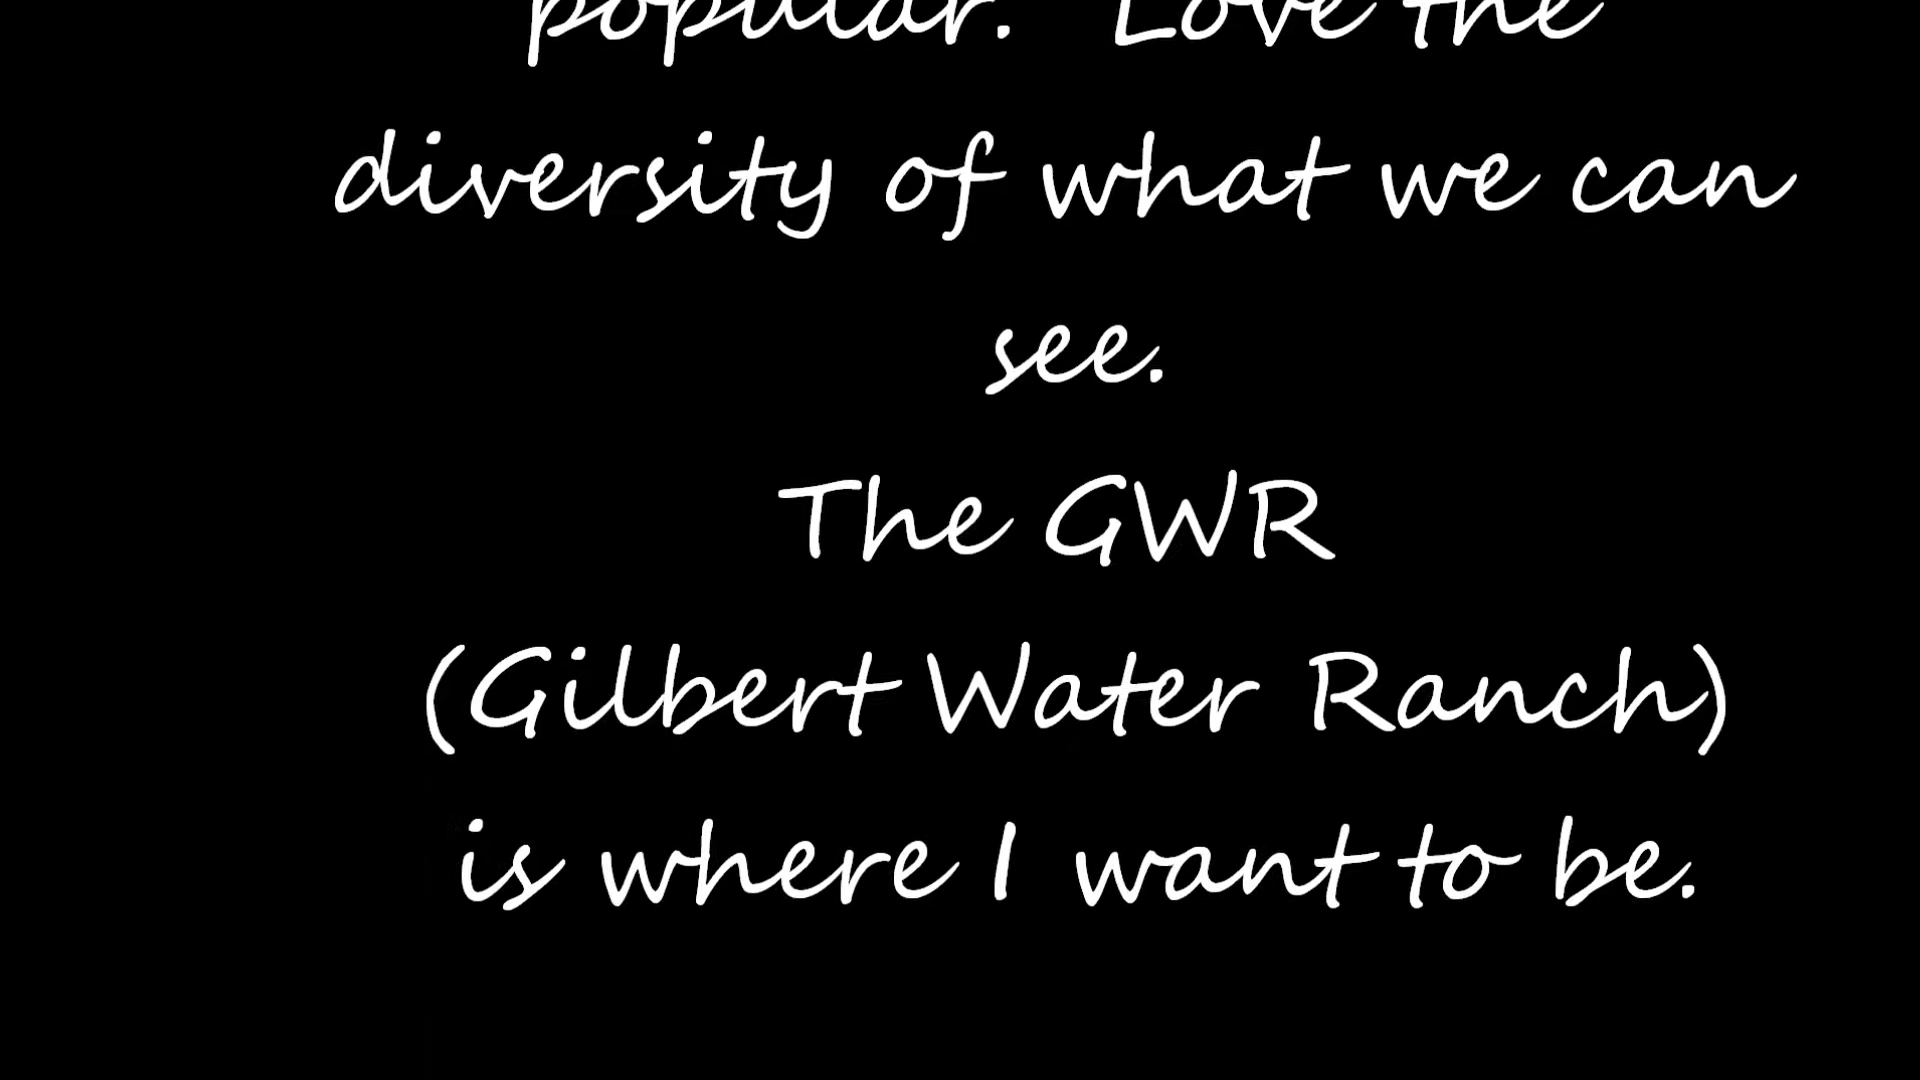 popular. Love the
diversity of what we can
see.
The GWR
(Gilbert Water Ranch)
is where I want to be.